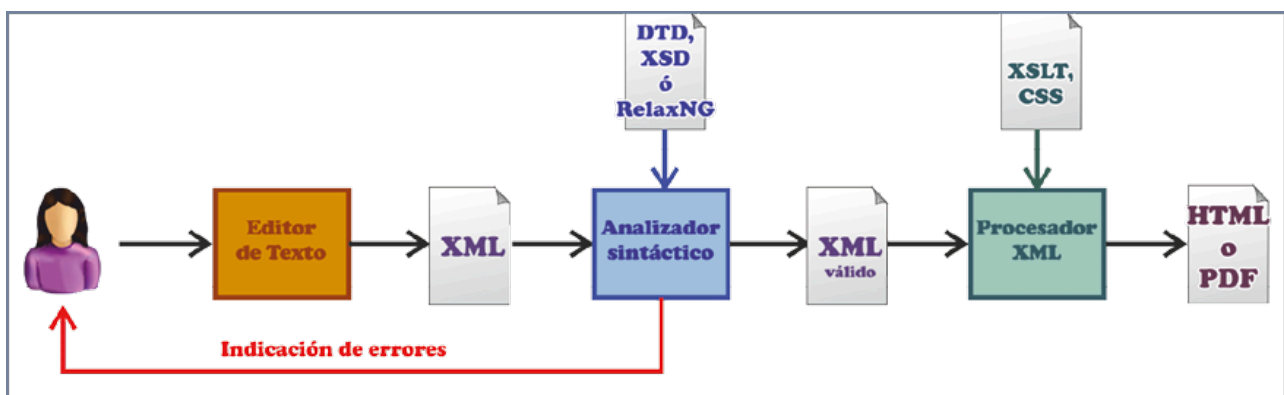 DTD,
XSD
ó
RelaxNG
XSLT,
CSS
Editor
de Texto
XML
Analizador
sintáctico
XML
válido
Procesador
XML
HTML
o
PDF
Indicación de errores